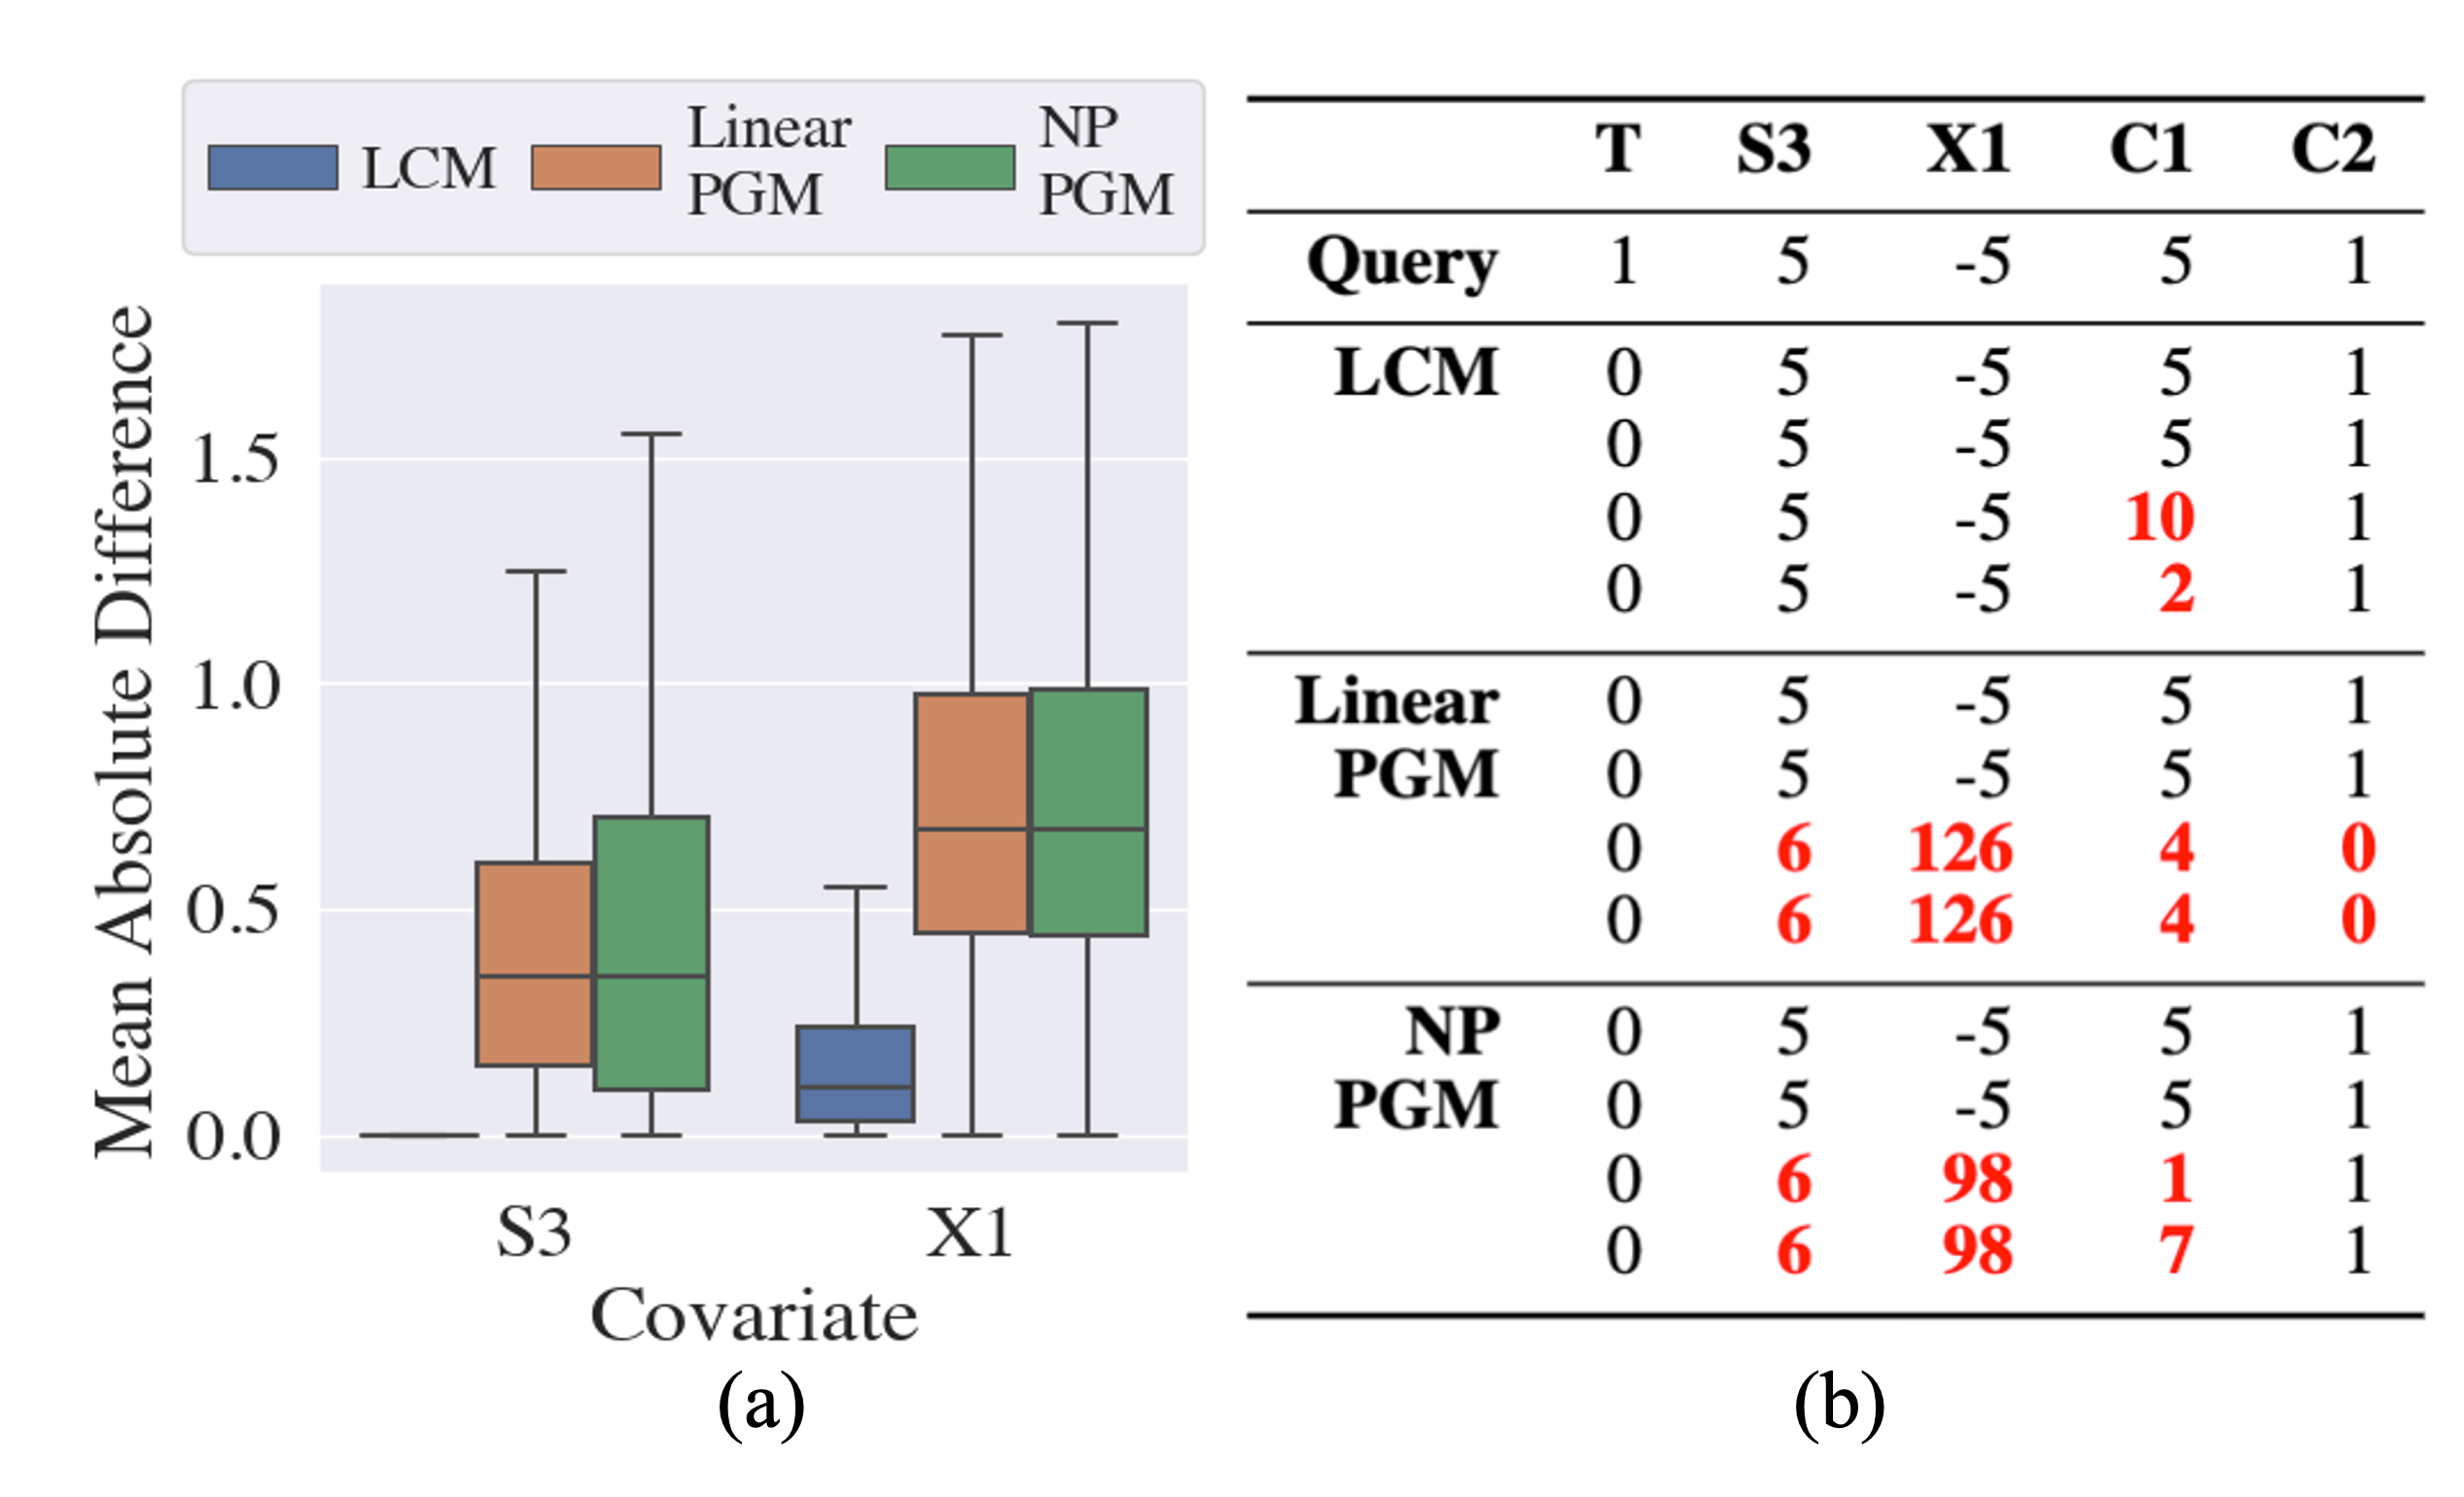 LCM
Linear
PGM
NP
PGM
Mean Absolute Difference
1.5
1.0
0.5
0.0
S3 X1
Covariate
(a)
T S3 X1 C1 C2
Query 1 5 -5 5 1
LCM 0 5 -5 5 1
0 5 -5 5 1
0 5 -5 10 1
0 5 -5 2 1
Linear 0 5 -5 5 1
PGM 0 5 -5 5 1
0 6 126 4 0
0 6 126 4 0
NP 0 5 -5 5 1
PGM 0 5 -5 5 1
0 6 98 1 1
0 6 98 7 1
(b)